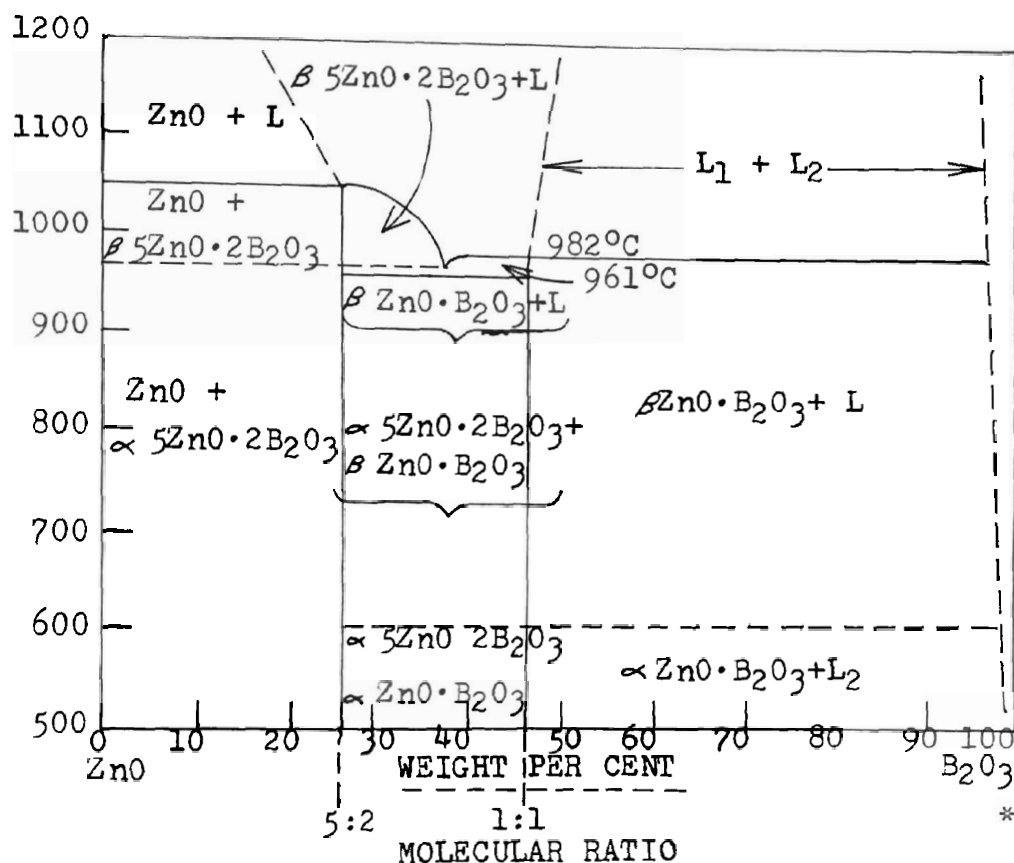 1200
β 5ZnO·2B₂O₃+L
ZnO + L
1100
L₁ + L₂
ZnO +
1000
982°C
β 5ZnO·2B₂O₃
961°C
β ZnO·B₂O₃+L
900
ZnO +
βZnO·B₂O₃+ L
800
α 5ZnO·2B₂O₃+
α 5ZnO·2B₂O₃
β ZnO·B₂O₃
700
600
α 5ZnO 2B₂O₃
α ZnO·B₂O₃+L₂
α ZnO·B₂O₃
500
0 10 20 30 40 50 60 70 80 90 100
ZnO
WEIGHT PER CENT
B₂O₃
5:2
1:1
*
MOLECULAR RATIO